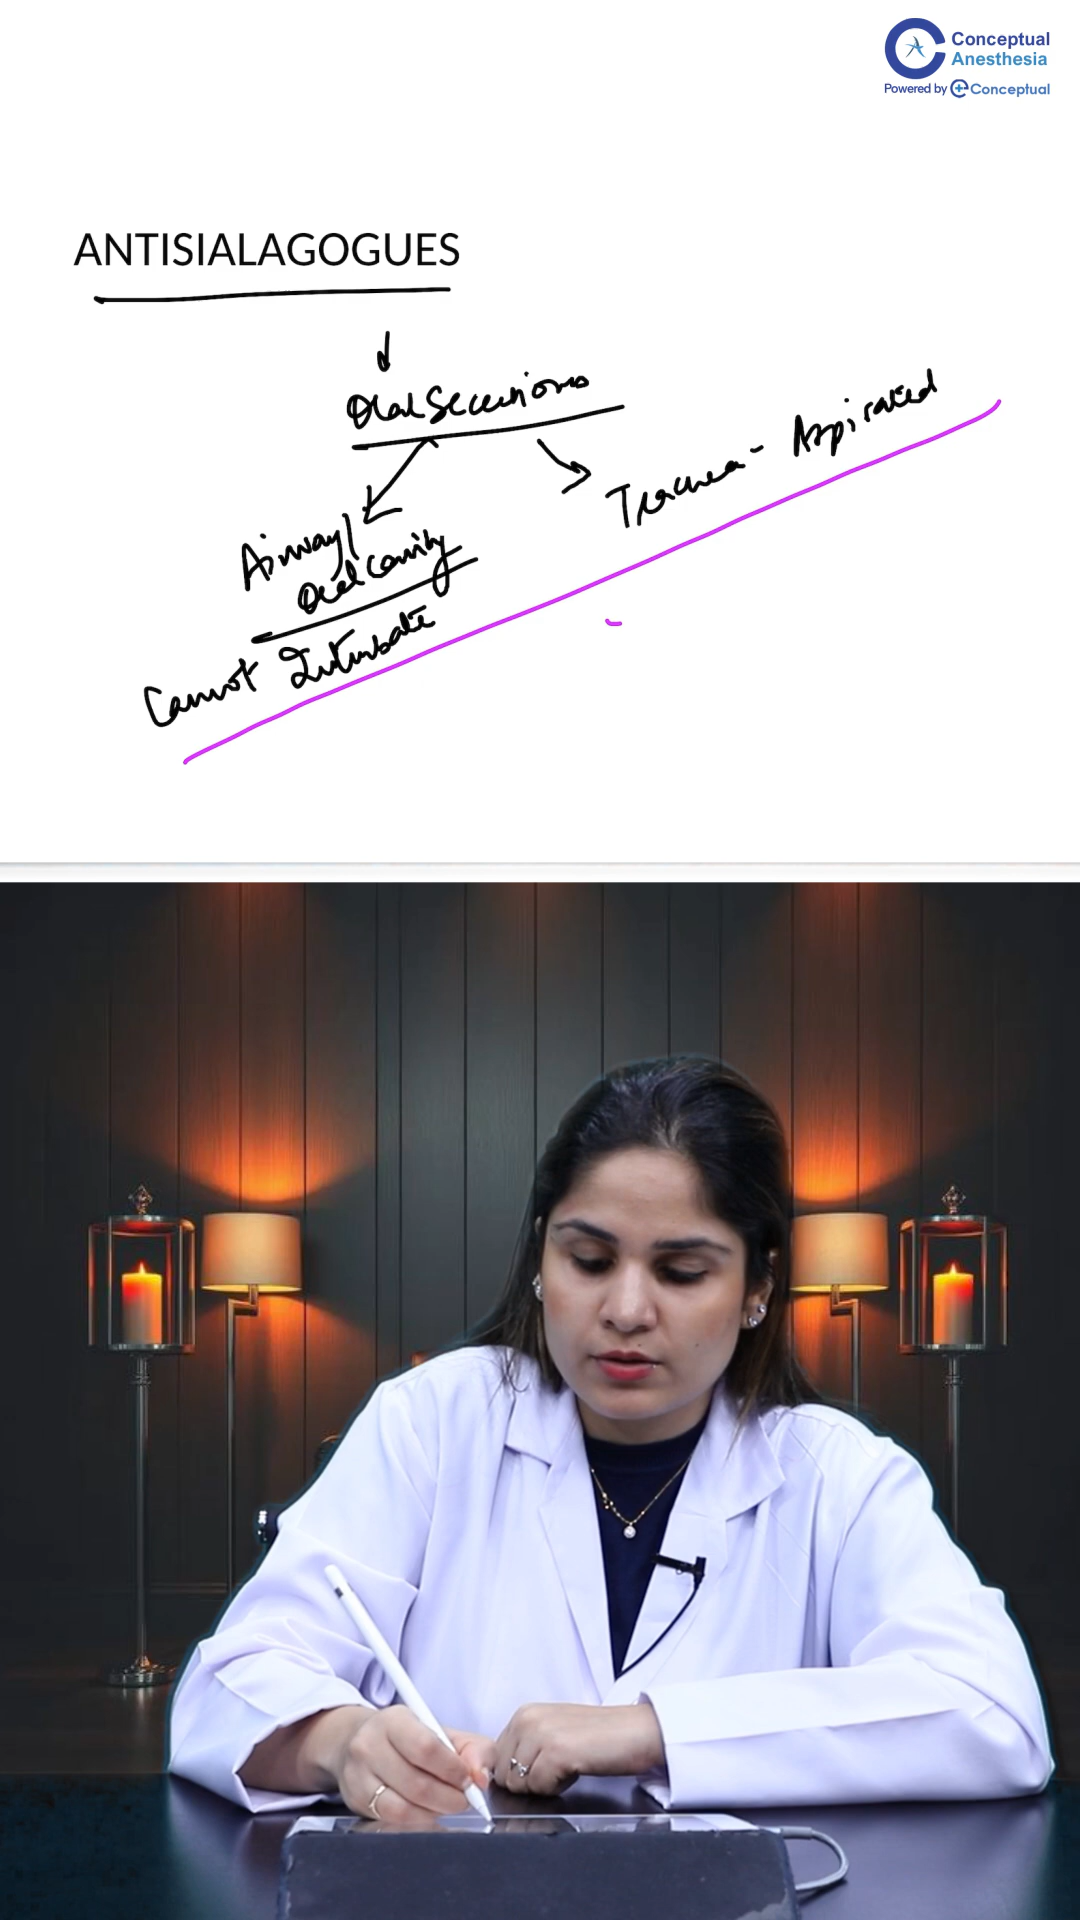 Conceptual
Anesthesia
Powered by Conceptual
ANTISIALAGOGUES
Oral Secretions
Trachea - Aspirated
Airway/
Oral cavity
Cannot Intubate